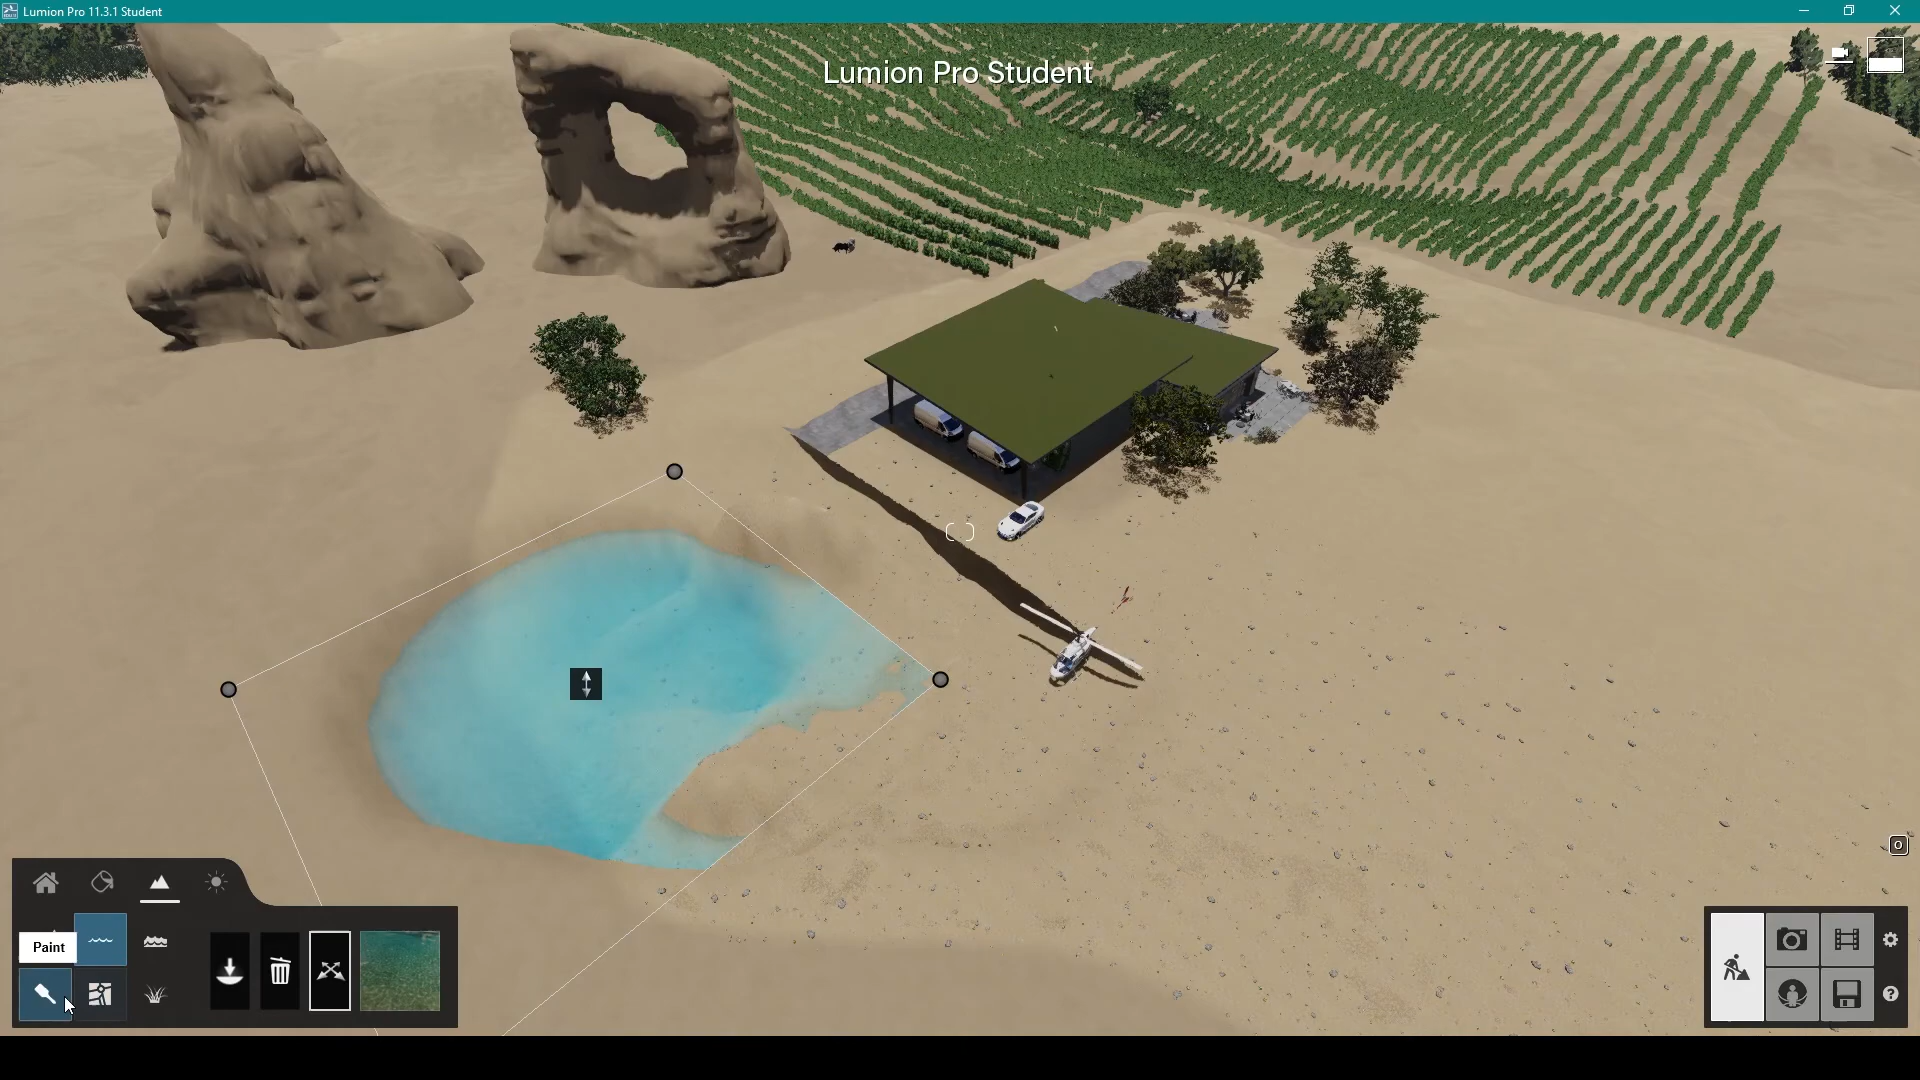 Lumion Pro 11.3.1 Student
Lumion Pro Student
O
Paint
?